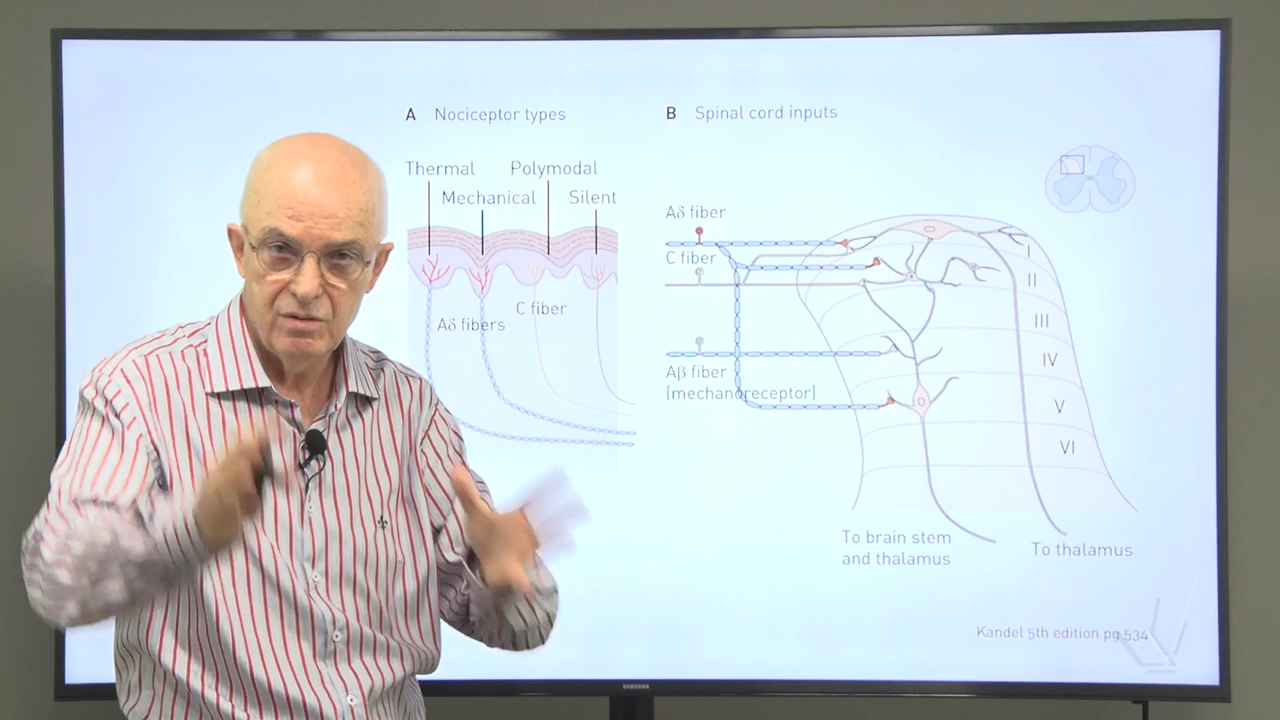 A Nociceptor types
Thermal
Polymodal
Mechanical
Silent
C fiber
Aδ fibers
B Spinal cord inputs
Aδ fiber
C fiber
Aβ fiber
(mechanoreceptor)
I
II
III
IV
V
VI
To brain stem
and thalamus
To thalamus
Kandel 5th edition pg 534
SAMSUNG